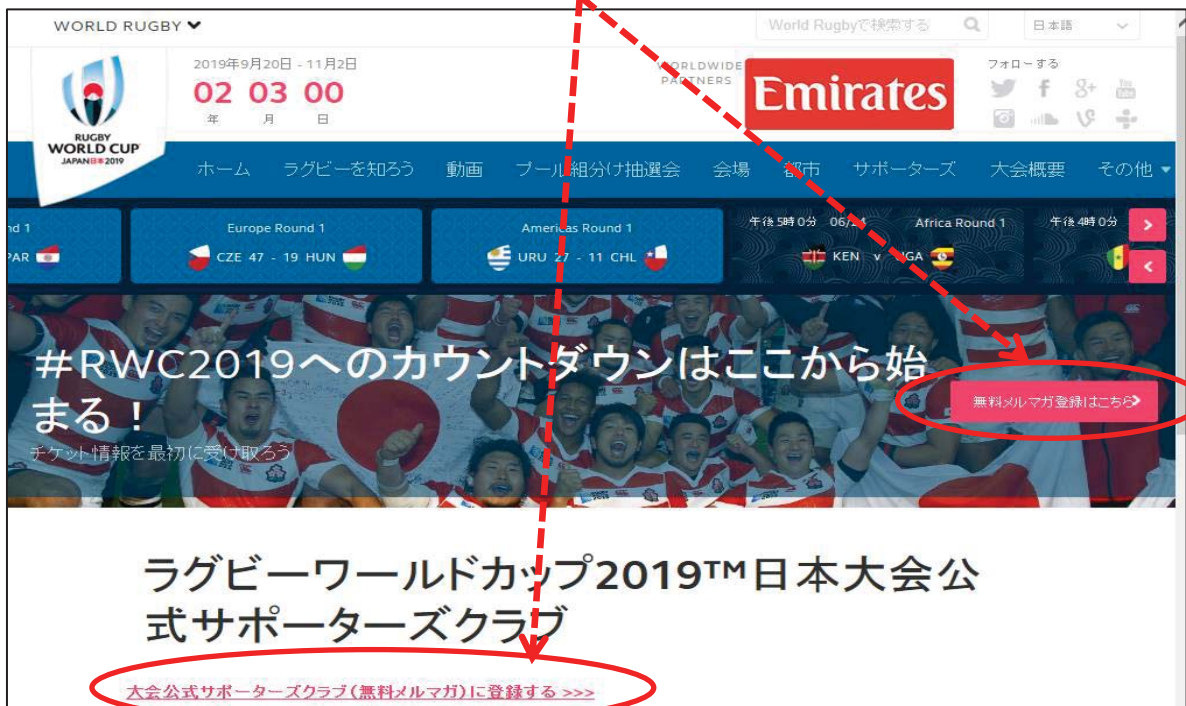 WORLD RUGBY
World Rugbyで検索する
日本語
2019年9月20日 - 11月2日
02 03 00
年 月 日
WORLDWIDE
PARTNERS
Emirates
フォローする
You
Tube
RUGBY
WORLD CUP
JAPAN 2019
ホーム ラグビーを知ろう 動画 プール組分け抽選会 会場 都市 サポーターズ 大会概要 その他
nd 1
PAR
Europe Round 1
CZE 47 - 19 HUN
Americas Round 1
URU 27 - 11 CHL
午後5時0分 06/24 Africa Round 1
KEN v UGA
午後4時0分
#RWC2019へのカウントダウンはここから始
まる！
チケット情報を最初に受け取ろう
無料メルマガ登録はこちら>
ラグビーワールドカップ2019™日本大会公
式サポーターズクラブ
大会公式サポーターズクラブ（無料メルマガ）に登録する >>>